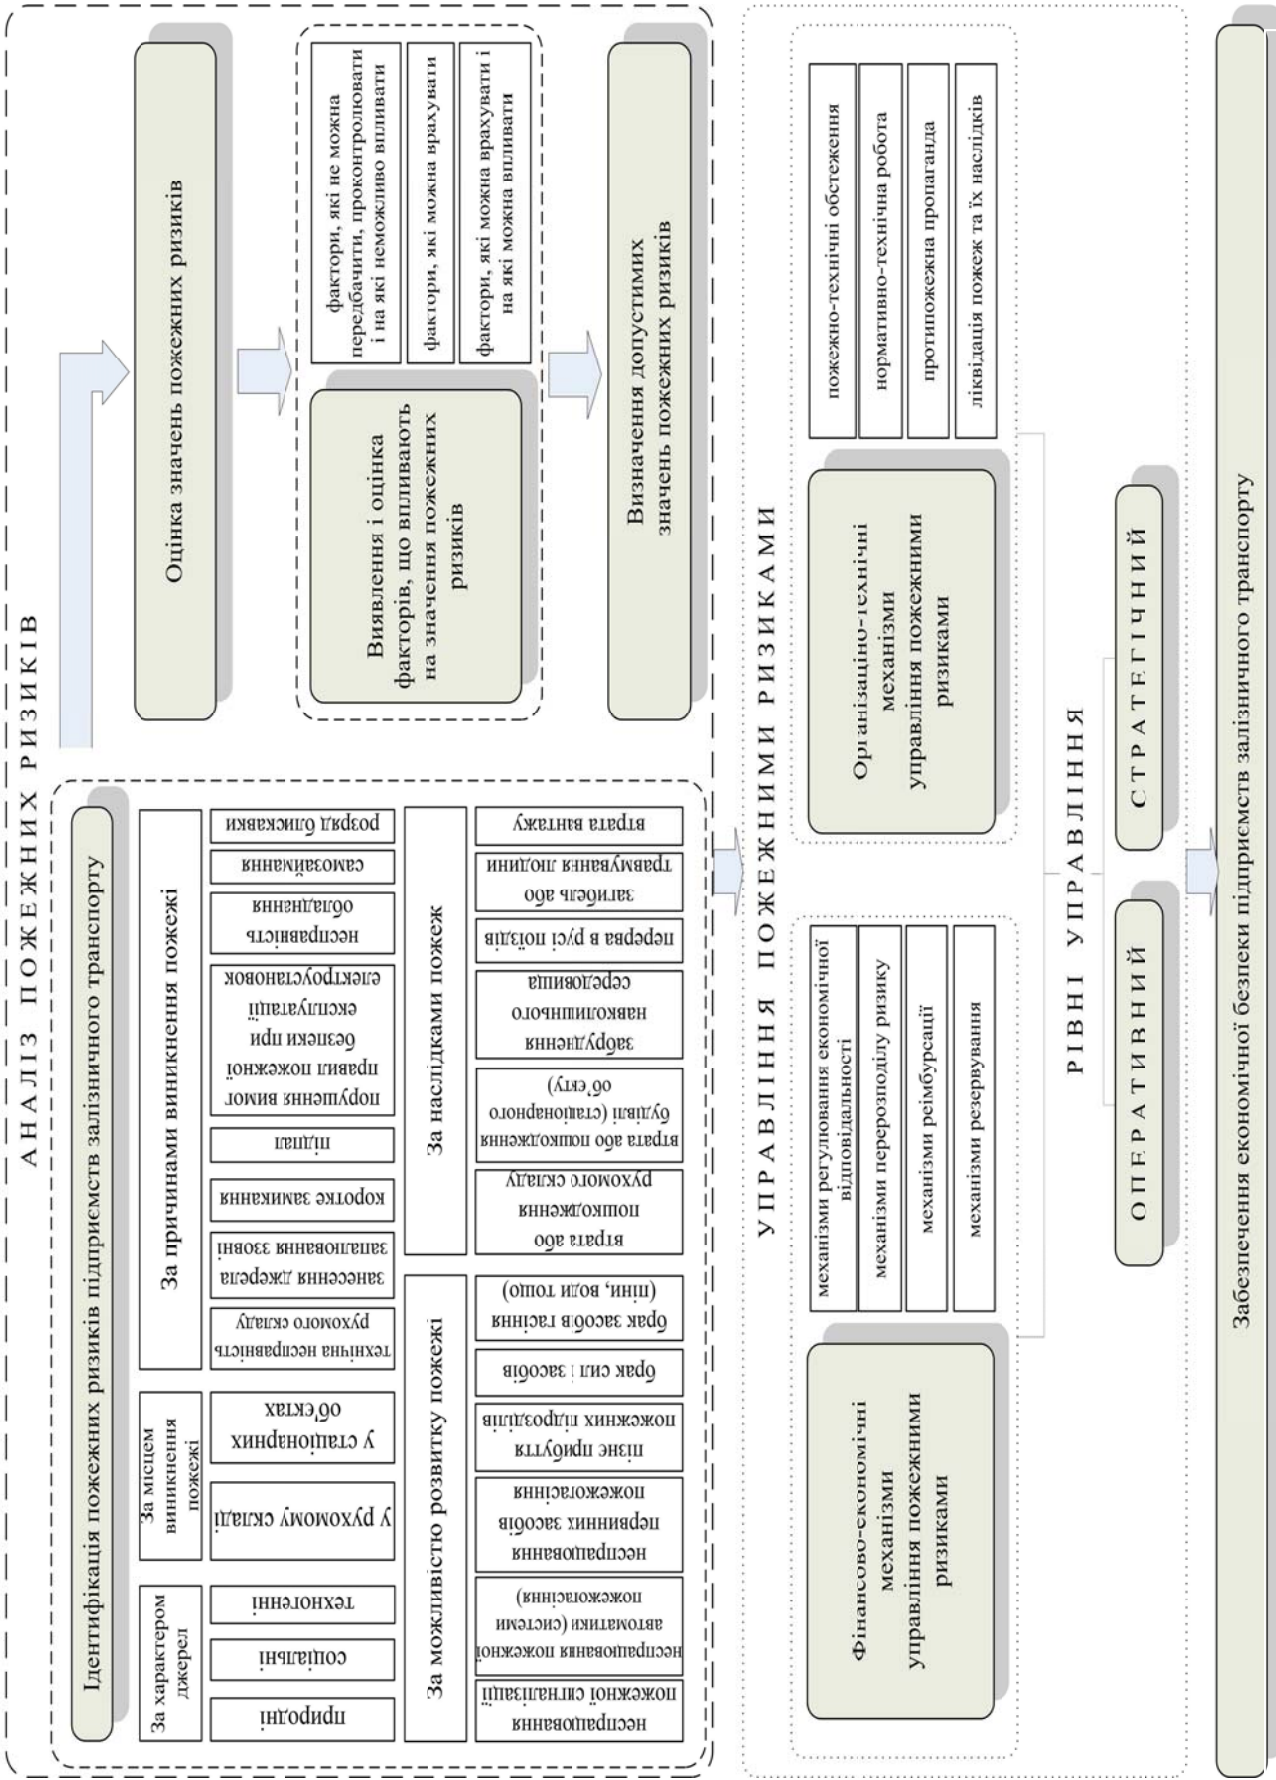 АНАЛІЗ ПОЖЕЖНИХ РИЗИКІВ
Ідентифікація пожежних ризиків підприємств залізничного транспорту
За характером
джерел
природні
соціальні
техногенні
За місцем
виникнення
пожежі
у рухомому складі
у стаціонарних
об'єктах
За причинами виникнення пожежі
технічна несправність
рухомого складу
занесення джерела
запалювання ззовні
коротке замикання
підпал
порушення вимог
правил пожежної
безпеки при
експлуатації
електроустановок
несправність
обладнення
самозаймання
розряд блискавки
За можливістю розвитку пожежі
неспрацювання
пожежної сигналізації
неспрацювання пожежної
автоматики (системи
пожежогасіння)
неспрацювання
первинних засобів
пожежогасіння
пізнє прибуття
пожежних підрозділів
брак сил і засобів
брак засобів гасіння
(піни, води тощо)
За наслідками пожеж
втрата або
пошкодження
рухомого складу
втрата або пошкодження
будівлі (стаціонарного
об'єкту)
забруднення
навколишнього
середовища
перерва в русі поїздів
загибель або
травмування людини
втрата вантажу
Оцінка значень пожежних ризиків
Виявлення і оцінка
факторів, що впливають
на значення пожежних
ризиків
фактори, які не можна
передбачити, проконтролювати
і на які неможливо впливати
фактори, які можна врахувати
фактори, які можна врахувати і
на які можна впливати
Визначення допустимих
значень пожежних ризиків
УПРАВЛІННЯ ПОЖЕЖНИМИ РИЗИКАМИ
Фінансово-економічні
механізми
управління пожежними
ризиками
механізми регулювання економічної
відповідальності
механізми перерозподілу ризику
механізми реімбурсації
механізми резервування
Організаціно-технічні
механізми
управління пожежними
ризиками
пожежно-технічні обстеження
нормативно-технічна робота
протипожежна пропаганда
ліквідація пожеж та їх наслідків
РІВНІ УПРАВЛІННЯ
ОПЕРАТИВНИЙ
СТРАТЕГІЧНИЙ
Забезпечення економічної безпеки підприємств залізничного транспорту